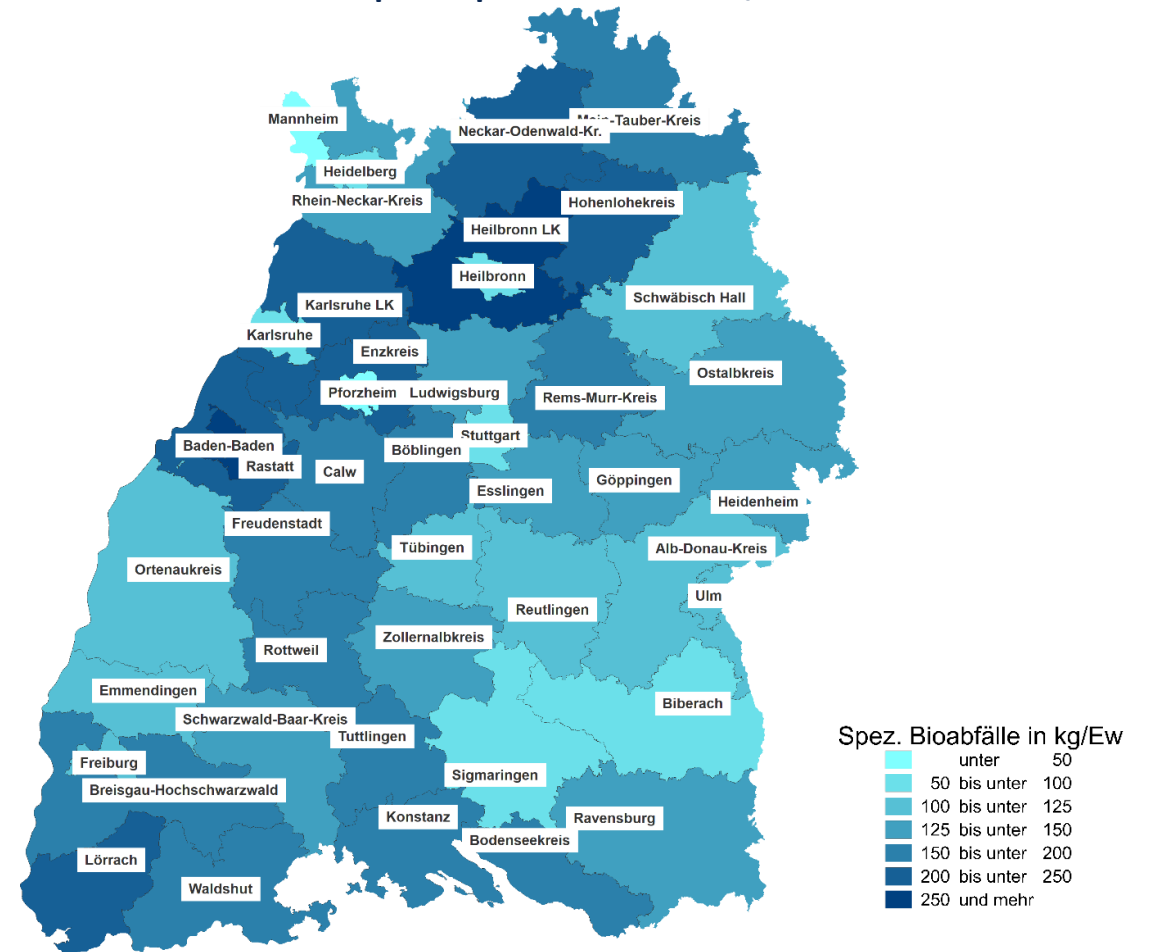 Mannheim
Main-Tauber-Kreis
Neckar-Odenwald-Kr.
Heidelberg
Rhein-Neckar-Kreis
Hohenlohekreis
Heilbronn LK
Heilbronn
Schwäbisch Hall
Karlsruhe LK
Karlsruhe
Enzkreis
Ostalbkreis
Pforzheim
Ludwigsburg
Rems-Murr-Kreis
Stuttgart
Baden-Baden
Böblingen
Rastatt
Calw
Göppingen
Esslingen
Heidenheim
Freudenstadt
Tübingen
Alb-Donau-Kreis
Ortenaukreis
Ulm
Reutlingen
Zollernalbkreis
Rottweil
Emmendingen
Biberach
Schwarzwald-Baar-Kreis
Tuttlingen
Freiburg
Sigmaringen
Breisgau-Hochschwarzwald
Konstanz
Ravensburg
Bodenseekreis
Lörrach
Waldshut
Spez. Bioabfälle in kg/Ew
unter 50
50 bis unter 100
100 bis unter 125
125 bis unter 150
150 bis unter 200
200 bis unter 250
250 und mehr